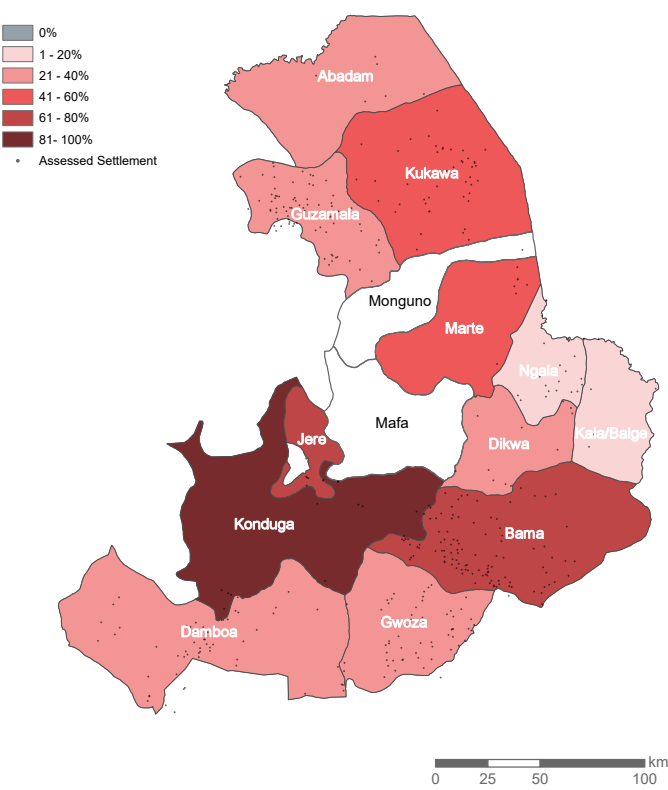 0%
1 - 20%
21 - 40%
41 - 60%
61 - 80%
81- 100%
Assessed Settlement
Abadam
Kukawa
Guzamala
Monguno
Marte
Ngala
Mafa
Kala/Balge
Jere
Dikwa
Konduga
Bama
Gwoza
Damboa
km
0 25 50 100